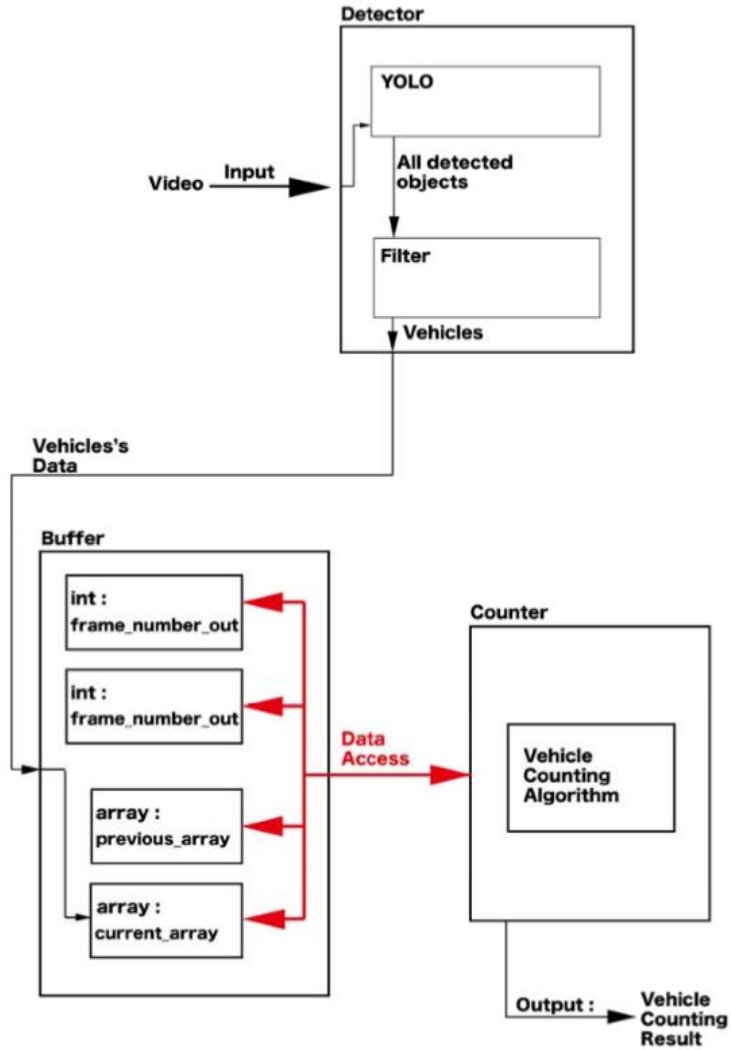 Detector
YOLO
All detected
objects
Video
Input
Filter
Vehicles
Vehicles's
Data
Buffer
int :
frame_number_out
int :
frame_number_out
array :
previous_array
array :
current_array
Data
Access
Counter
Vehicle
Counting
Algorithm
Output :
Vehicle
Counting
Result